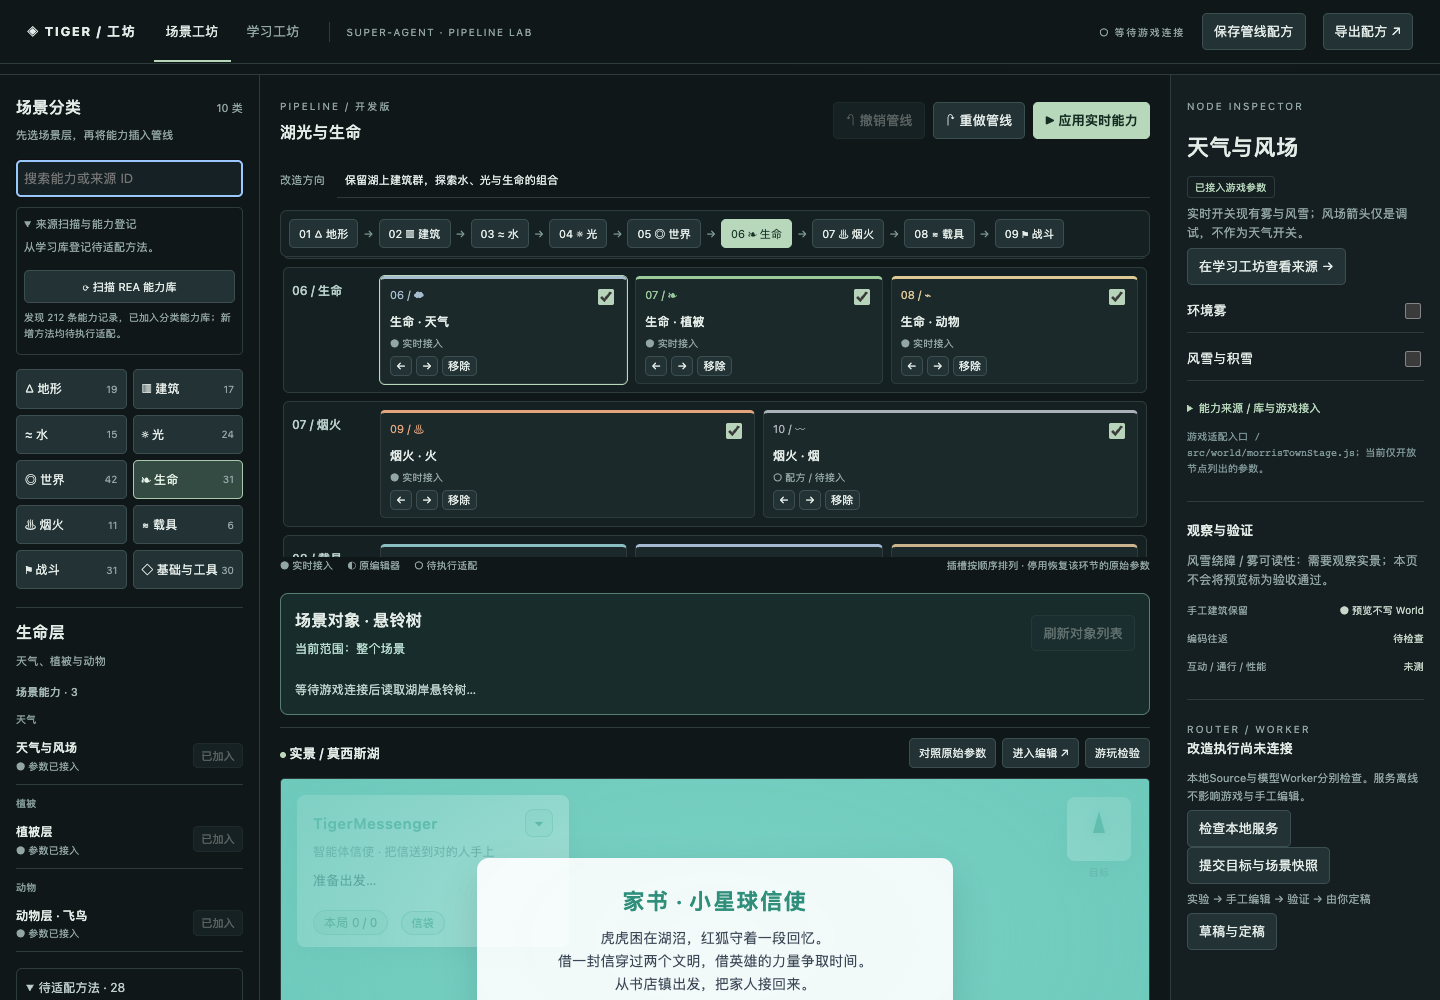 ◈ TIGER / 工坊
场景工坊
学习工坊
SUPER-AGENT · PIPELINE LAB
○ 等待游戏连接
保存管线配方
导出配方 ↗
场景分类
10 类
先选场景层，再将能力插入管线
搜索能力或来源 ID
▼ 来源扫描与能力登记
从学习库登记待适配方法。
⟳ 扫描 REA 能力库
发现 212 条能力记录，已加入分类能力库；新
增方法均待执行适配。
△ 地形 19
▥ 建筑 17
≈ 水 15
☀ 光 24
◎ 世界 42
❧ 生命 31
♨ 烟火 11
≋ 载具 6
⚑ 战斗 31
◇ 基础与工具 30
生命层
天气、植被与动物
场景能力 · 3
天气
天气与风场
● 参数已接入
已加入
植被
植被层
● 参数已接入
已加入
动物
动物层 · 飞鸟
● 参数已接入
已加入
▼ 待适配方法 · 28
PIPELINE / 开发版
湖光与生命
撤销管线
重做管线
▶ 应用实时能力
改造方向
保留湖上建筑群，探索水、光与生命的组合
01 △ 地形 → 02 ▥ 建筑 → 03 ≈ 水 → 04 ☀ 光 → 05 ◎ 世界 → 06 ❧ 生命 → 07 ♨ 烟火 → 08 ≋ 载具 → 09 ⚑ 战斗
06 / 生命
06 / ☁
生命 · 天气
● 实时接入
← → 移除
07 / ❧
生命 · 植被
● 实时接入
← → 移除
08 / ⌁
生命 · 动物
● 实时接入
← → 移除
07 / 烟火
09 / ♨
烟火 · 火
● 实时接入
← → 移除
10 / 〰
烟火 · 烟
○ 配方 / 待接入
← → 移除
08 / 载具
● 实时接入 ◐ 原编辑器 ○ 待执行适配
插槽按顺序排列 · 停用恢复该环节的原始参数
场景对象 · 悬铃树
当前范围：整个场景
刷新对象列表
等待游戏连接后读取湖岸悬铃树…
实景 / 莫西斯湖
对照原始参数
进入编辑 ↗
游玩检验
TigerMessenger
智能体信使 · 把信送到对的人手上
准备出发…
本局 0 / 0
信袋
目标
家书 · 小星球信使
虎虎困在湖沼，红狐守着一段回忆。
借一封信穿过两个文明，借英雄的力量争取时间。
从书店镇出发，把家人接回来。
NODE INSPECTOR
天气与风场
已接入游戏参数
实时开关现有雾与风雪；风场箭头仅是调
试，不作为天气开关。
在学习工坊查看来源 →
环境雾
风雪与积雪
▶ 能力来源 / 库与游戏接入
游戏适配入口 /
src/world/morrisTownStage.js；当前仅开放
节点列出的参数。
观察与验证
风雪绕障 / 雾可读性：需要观察实景；本页
不会将预览标为验收通过。
手工建筑保留
● 预览不写 World
编码往返
待检查
互动 / 通行 / 性能
未测
ROUTER / WORKER
改造执行尚未连接
本地Source与模型Worker分别检查。服务离线
不影响游戏与手工编辑。
检查本地服务
提交目标与场景快照
实验 → 手工编辑 → 验证 → 由你定稿
草稿与定稿